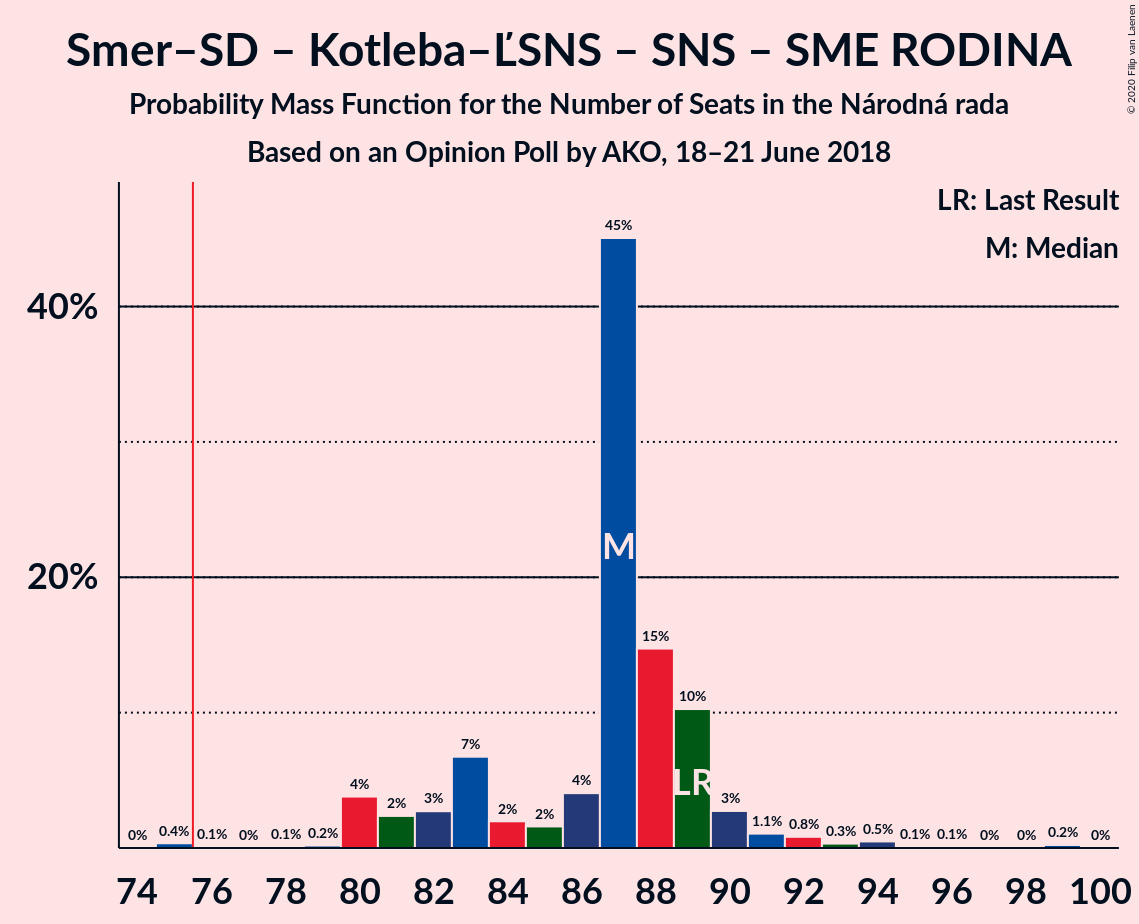 Smer–SD – Kotleba–ĽSNS – SNS – SME RODINA
Probability Mass Function for the Number of Seats in the Národná rada
Based on an Opinion Poll by AKO, 18–21 June 2018
© 2020 Filip van Laenen
LR: Last Result
M: Median
45%
40%
M
20%
15%
10%
7%
LR
4% 4%
2% 3% 2% 2% 3%
0% 0.4% 0.1% 0% 0.1% 0.2% 1.1% 0.8% 0.3% 0.5% 0.1% 0.1% 0% 0% 0.2% 0%
74 76 78 80 82 84 86 88 90 92 94 96 98 100